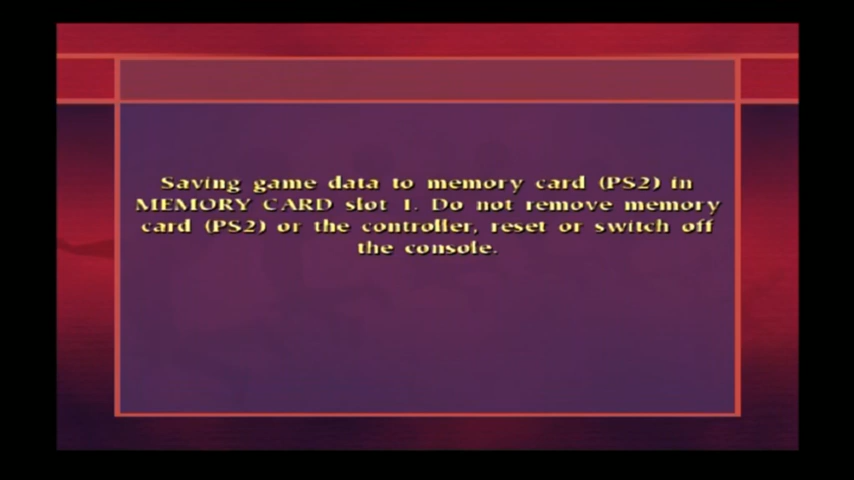 Saving game data to memory card (PS2) in
MEMORY CARD slot 1. Do not remove memory
card (PS2) or the controller, reset or switch off
the console.